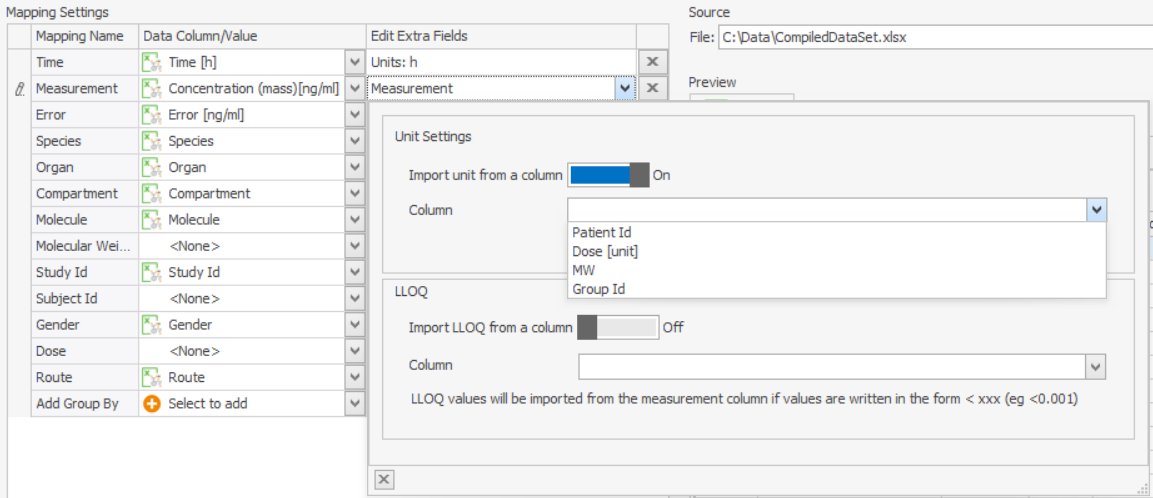 Mapping Settings
Mapping Name Data Column/Value Edit Extra Fields
Time Time [h] Units: h
Measurement Concentration (mass)[ng/ml] Measurement
Error Error [ng/ml]
Species Species
Organ Organ
Compartment Compartment
Molecule Molecule
Molecular Wei... <None>
Study Id Study Id
Subject Id <None>
Gender Gender
Dose <None>
Route Route
Add Group By Select to add
Source
File: C:\Data\CompiledDataSet.xlsx
Preview
Unit Settings
Import unit from a column On
Column
Patient Id
Dose [unit]
MW
Group Id
LLOQ
Import LLOQ from a column Off
Column
LLOQ values will be imported from the measurement column if values are written in the form < xxx (eg <0.001)